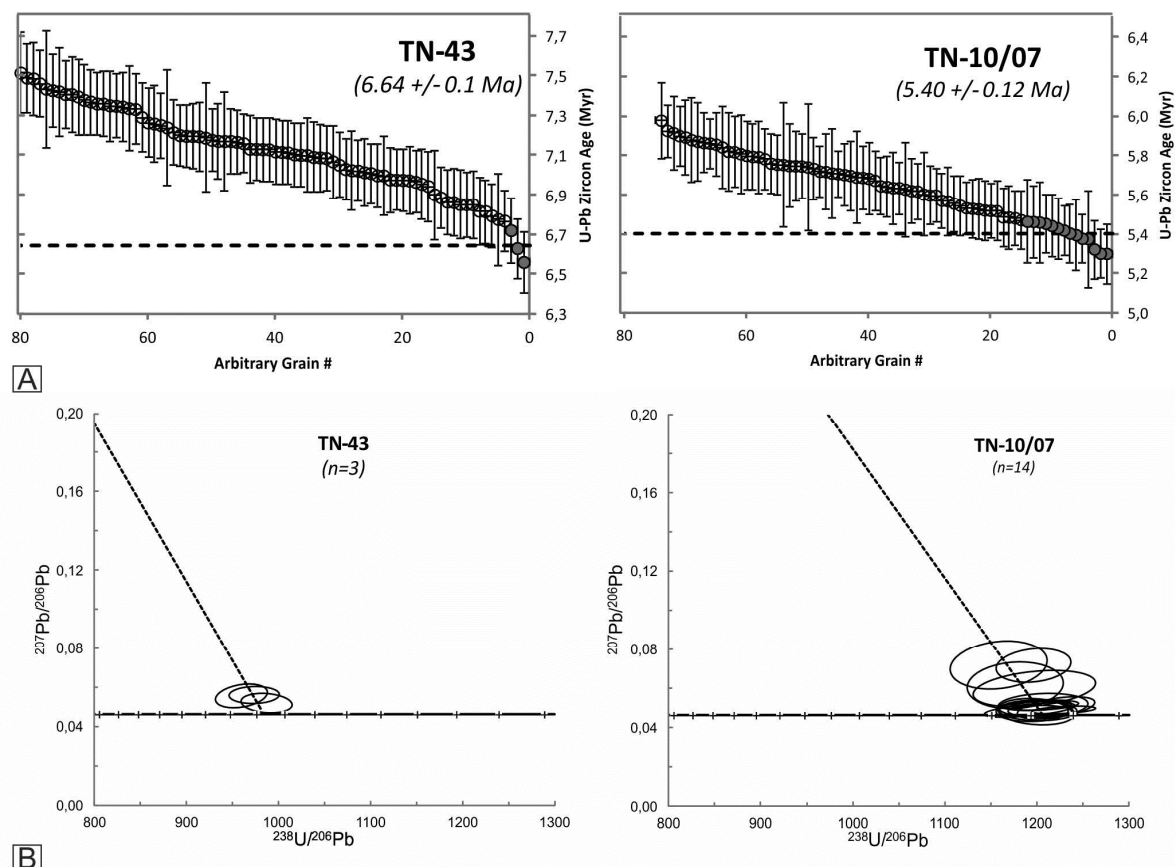 TN-43
(6.64 +/- 0.1 Ma)
7,7
7,5
7,3
7,1
6,9
6,7
6,5
6,3
U-Pb Zircon Age (Myr)
80
60
40
20
0
Arbitrary Grain #
TN-10/07
(5.40 +/- 0.12 Ma)
6,4
6,2
6,0
5,8
5,6
5,4
5,2
5,0
U-Pb Zircon Age (Myr)
80
60
40
20
0
Arbitrary Grain #
A
TN-43
(n=3)
0,20
0,16
0,12
0,08
0,04
0,00
207Pb/206Pb
800
900
1000
1100
1200
1300
238U/206Pb
TN-10/07
(n=14)
0,20
0,16
0,12
0,08
0,04
0,00
207Pb/206Pb
800
900
1000
1100
1200
1300
238U/206Pb
B